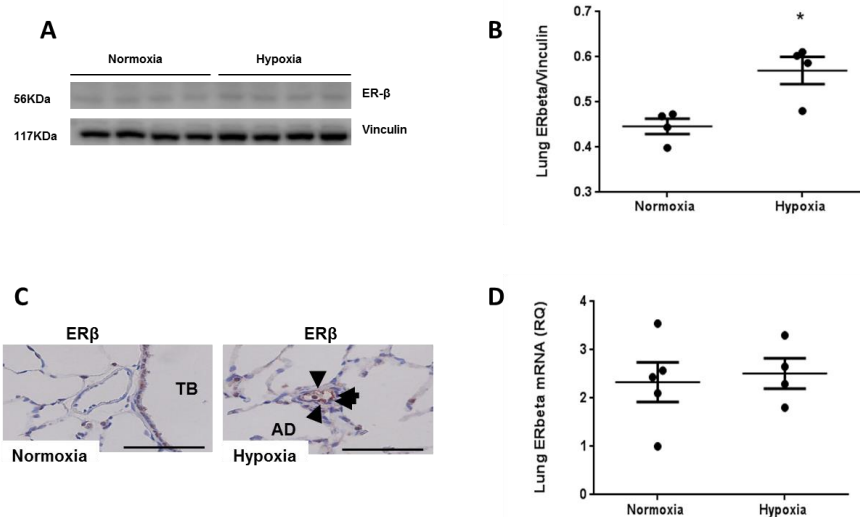 A
Normoxia Hypoxia
56KDa ER-β
117KDa Vinculin
B
Lung ERbeta/Vinculin
0.7
0.6
0.5
0.4
0.3
*
Normoxia Hypoxia
C
ERβ ERβ
TB
AD
Normoxia Hypoxia
D
Lung ERbeta mRNA (RQ)
4
3
2
1
0
Normoxia Hypoxia